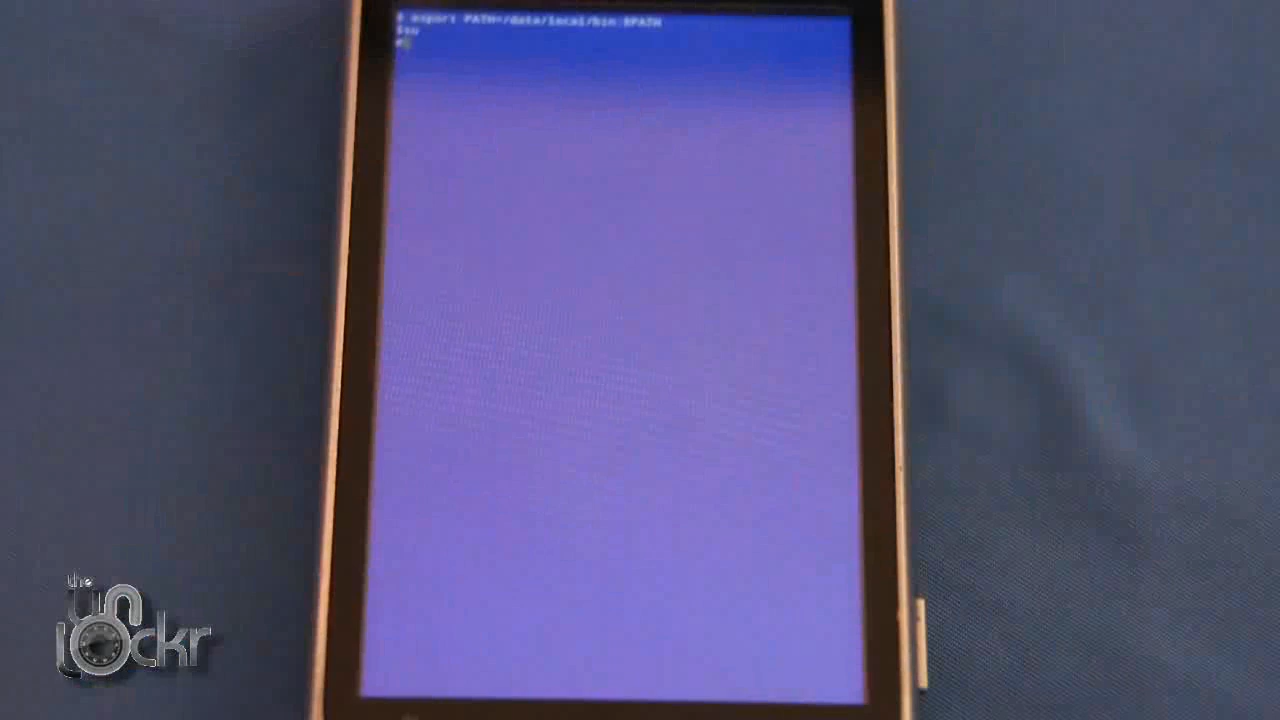 $ export PATH=/data/local/bin:$PATH
$su
#
the
unlockr